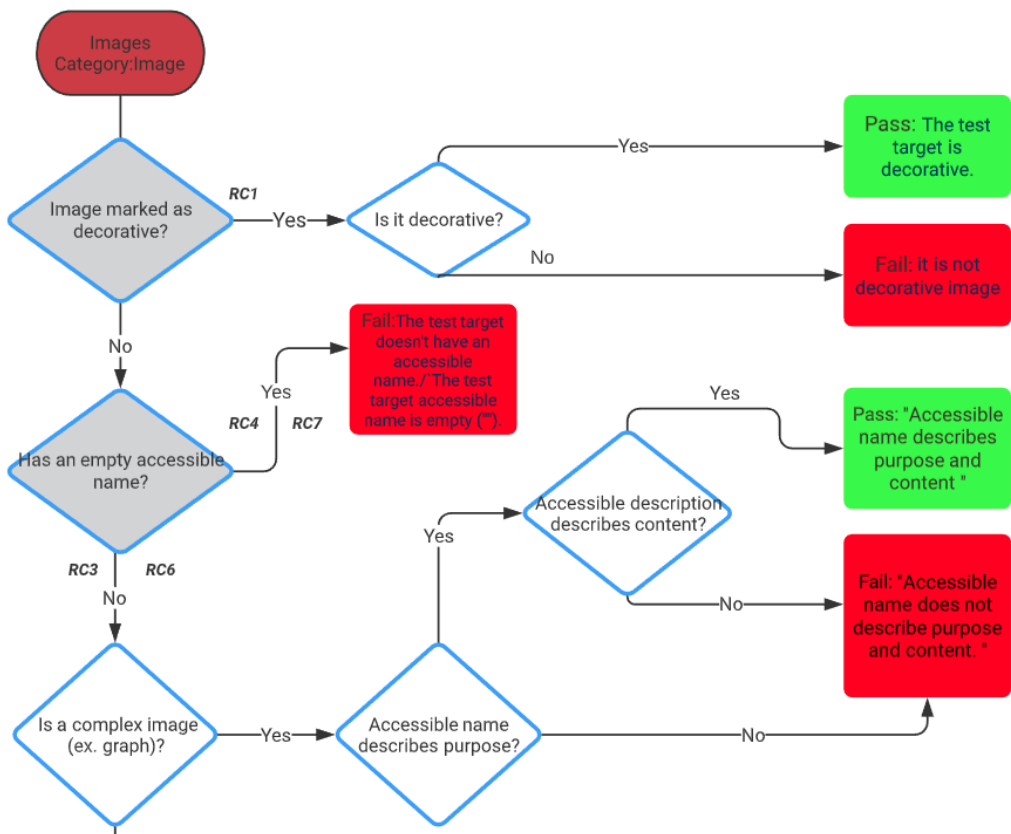 Images
Category:Image
Image marked as
decorative?
RC1
Yes
Is it decorative?
Yes
Pass: The test
target is
decorative.
No
Fail: it is not
decorative image
No
Has an empty accessible
name?
RC4
Yes
RC7
Fail:The test target
doesn't have an
accessible
name./`The test
target accessible
name is empty ("").
RC3
RC6
No
Is a complex image
(ex. graph)?
Yes
Accessible name
describes purpose?
Yes
Accessible description
describes content?
Yes
Pass: "Accessible
name describes
purpose and
content "
No
Fail: "Accessible
name does not
describe purpose
and content. "
No